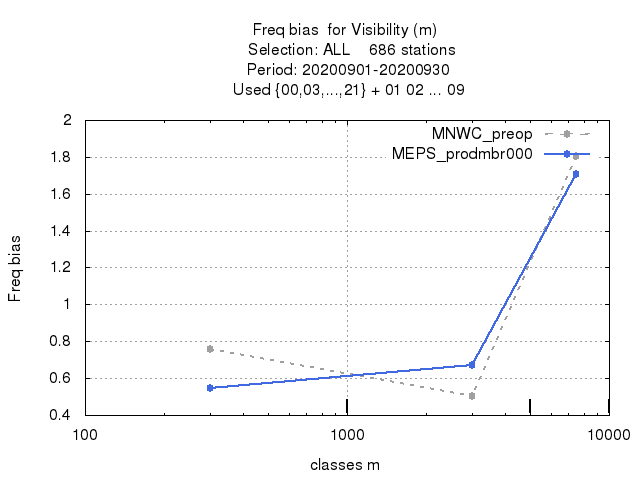 Freq bias  for Visibility (m)
Selection: ALL    686 stations
Period: 20200901-20200930
Used {00,03,...,21} + 01 02 ... 09
MNWC_preop
MEPS_prodmbr000
2
1.8
1.6
1.4
1.2
1
0.8
0.6
0.4
Freq bias
100
1000
10000
classes m